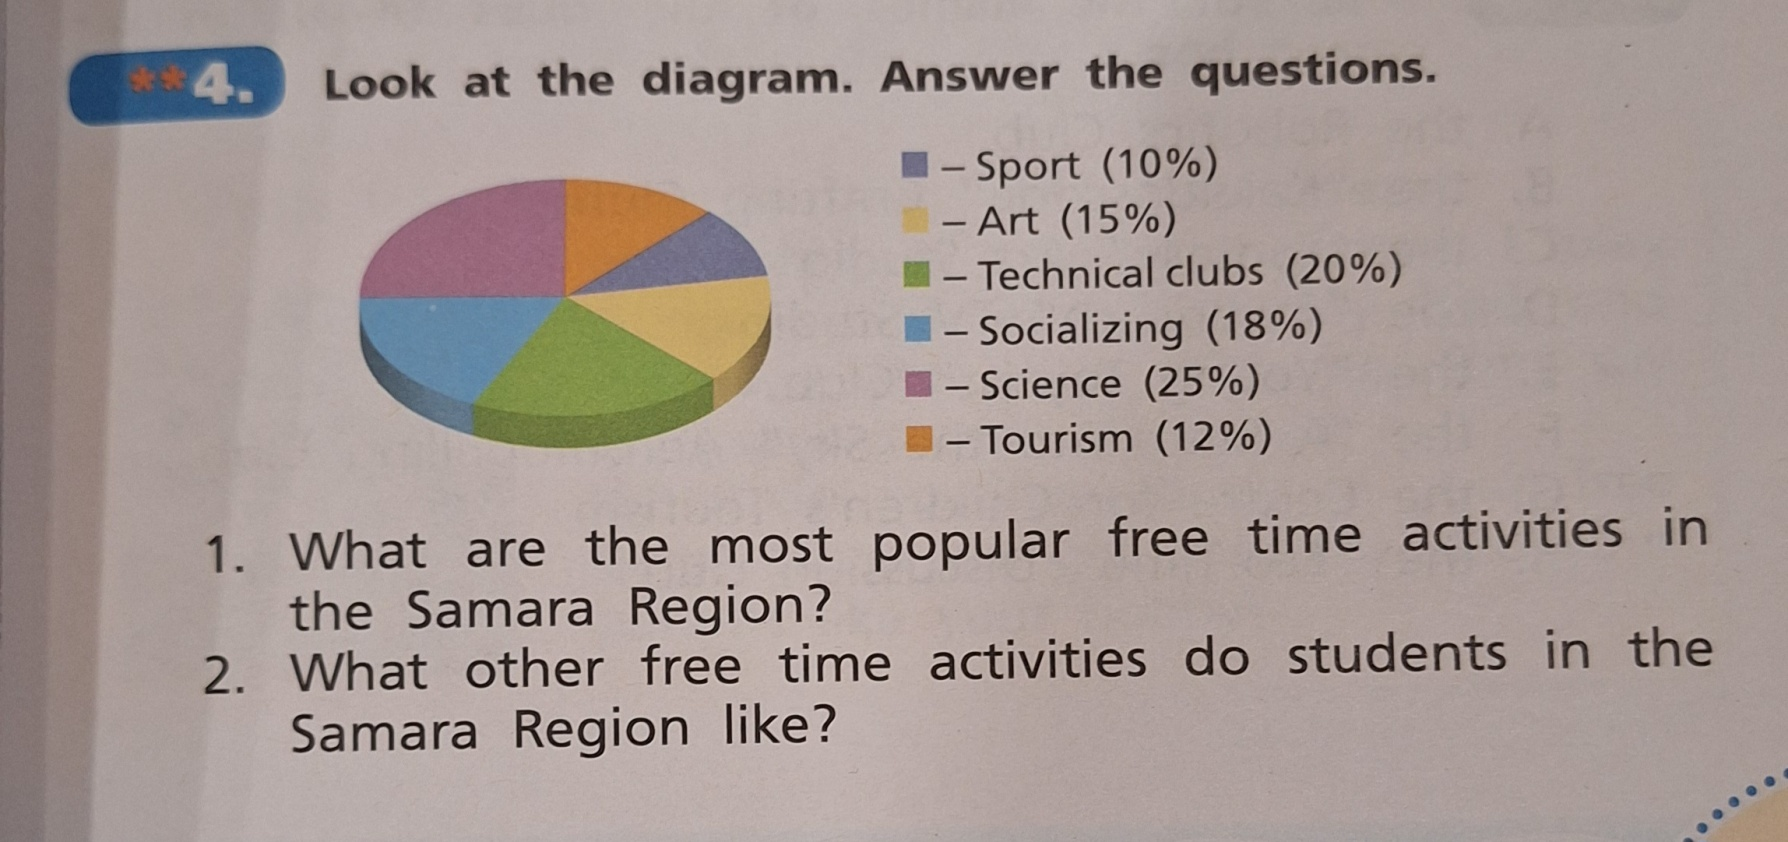 **4. Look at the diagram. Answer the questions.
– Sport (10%)
– Art (15%)
– Technical clubs (20%)
– Socializing (18%)
– Science (25%)
– Tourism (12%)
1. What are the most popular free time activities in
the Samara Region?
2. What other free time activities do students in the
Samara Region like?